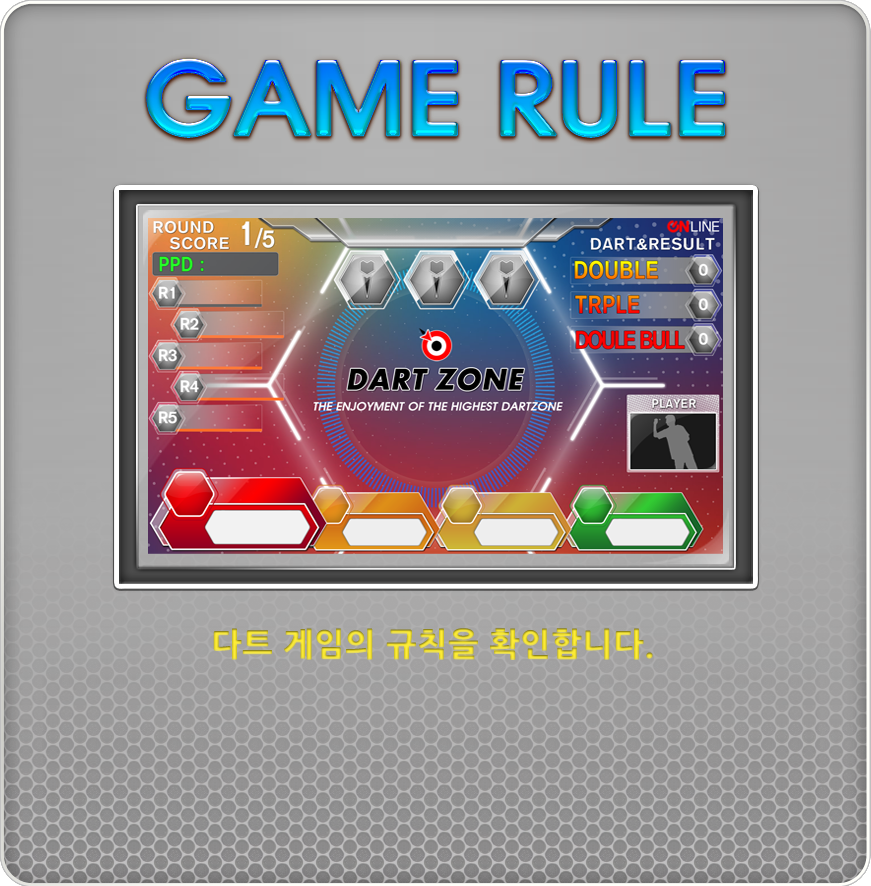 GAME RULE
ROUND
SCORE 1/5
PPD :
R1
R2
R3
R4
R5
DART ZONE
THE ENJOYMENT OF THE HIGHEST DARTZONE
ONLINE
DART&RESULT
DOUBLE 0
TRPLE 0
DOULE BULL 0
PLAYER
다트 게임의 규칙을 확인합니다.